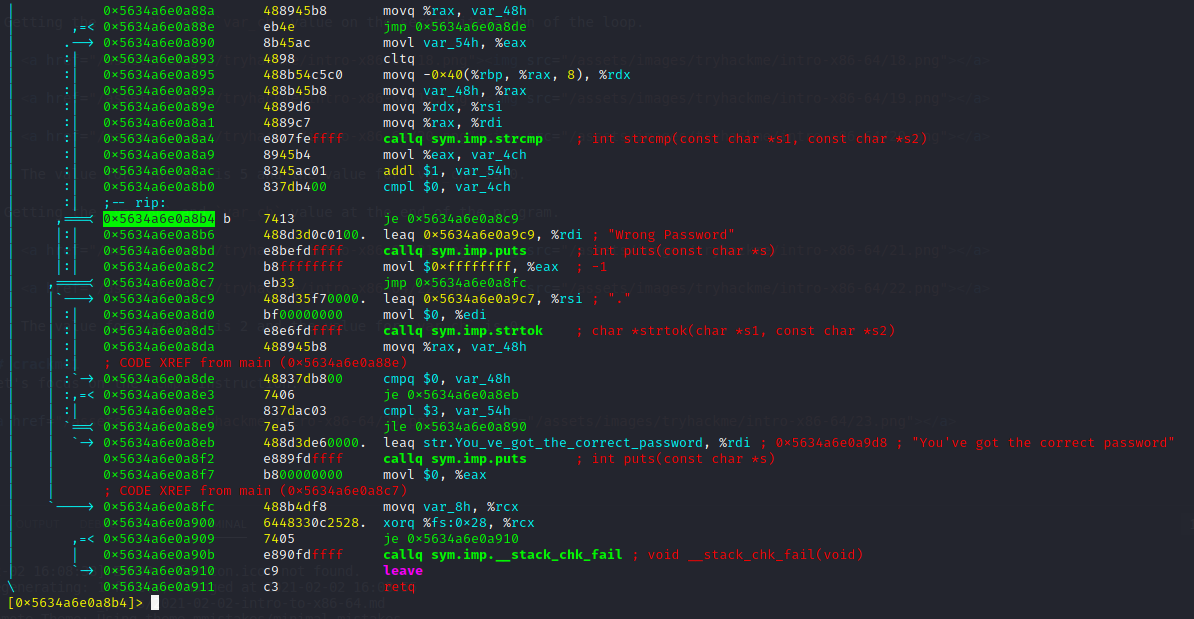 0×5634a6e0a88a 488945b8 movq %rax, var_48h
,=< 0×5634a6e0a88e eb4e jmp 0×5634a6e0a8de
.--> 0×5634a6e0a890 8b45ac movl var_54h, %eax
:| 0×5634a6e0a893 4898 cltq
:| 0×5634a6e0a895 488b54c5c0 movq -0×40(%rbp, %rax, 8), %rdx
:| 0×5634a6e0a89a 488b45b8 movq var_48h, %rax
:| 0×5634a6e0a89e 4889d6 movq %rdx, %rsi
:| 0×5634a6e0a8a1 4889c7 movq %rax, %rdi
:| 0×5634a6e0a8a4 e807feffff callq sym.imp.strcmp ; int strcmp(const char *s1, const char *s2)
:| 0×5634a6e0a8a9 8945b4 movl %eax, var_4ch
:| 0×5634a6e0a8ac 8345ac01 addl $1, var_54h
:| 0×5634a6e0a8b0 837db400 cmpl $0, var_4ch
:| ;-- rip:
,===< 0×5634a6e0a8b4 b 7413 je 0×5634a6e0a8c9
|:| 0×5634a6e0a8b6 488d3d0c0100. leaq 0×5634a6e0a9c9, %rdi ; "Wrong Password"
|:| 0×5634a6e0a8bd e8befdffff callq sym.imp.puts ; int puts(const char *s)
|:| 0×5634a6e0a8c2 b8ffffffff movl $0×ffffffff, %eax ; -1
,====< 0×5634a6e0a8c7 eb33 jmp 0×5634a6e0a8fc
|`---> 0×5634a6e0a8c9 488d35f70000. leaq 0×5634a6e0a9c7, %rsi ; "."
| :| 0×5634a6e0a8d0 bf00000000 movl $0, %edi
| :| 0×5634a6e0a8d5 e8e6fdffff callq sym.imp.strtok ; char *strtok(char *s1, const char *s2)
| :| 0×5634a6e0a8da 488945b8 movq %rax, var_48h
| :| ; CODE XREF from main (0×5634a6e0a88e)
| :`-> 0×5634a6e0a8de 48837db800 cmpq $0, var_48h
| :,=< 0×5634a6e0a8e3 7406 je 0×5634a6e0a8eb
| :| 0×5634a6e0a8e5 837dac03 cmpl $3, var_54h
| `==< 0×5634a6e0a8e9 7ea5 jle 0×5634a6e0a890
| `-> 0×5634a6e0a8eb 488d3de60000. leaq str.You_ve_got_the_correct_password, %rdi ; 0×5634a6e0a9d8 ; "You've got the correct password"
| 0×5634a6e0a8f2 e889fdffff callq sym.imp.puts ; int puts(const char *s)
| 0×5634a6e0a8f7 b800000000 movl $0, %eax
| ; CODE XREF from main (0×5634a6e0a8c7)
`----> 0×5634a6e0a8fc 488b4df8 movq var_8h, %rcx
0×5634a6e0a900 6448330c2528. xorq %fs:0×28, %rcx
,=< 0×5634a6e0a909 7405 je 0×5634a6e0a910
| 0×5634a6e0a90b e890fdffff callq sym.imp.__stack_chk_fail ; void __stack_chk_fail(void)
`-> 0×5634a6e0a910 c9 leave
\ 0×5634a6e0a911 c3 retq
[0×5634a6e0a8b4]>